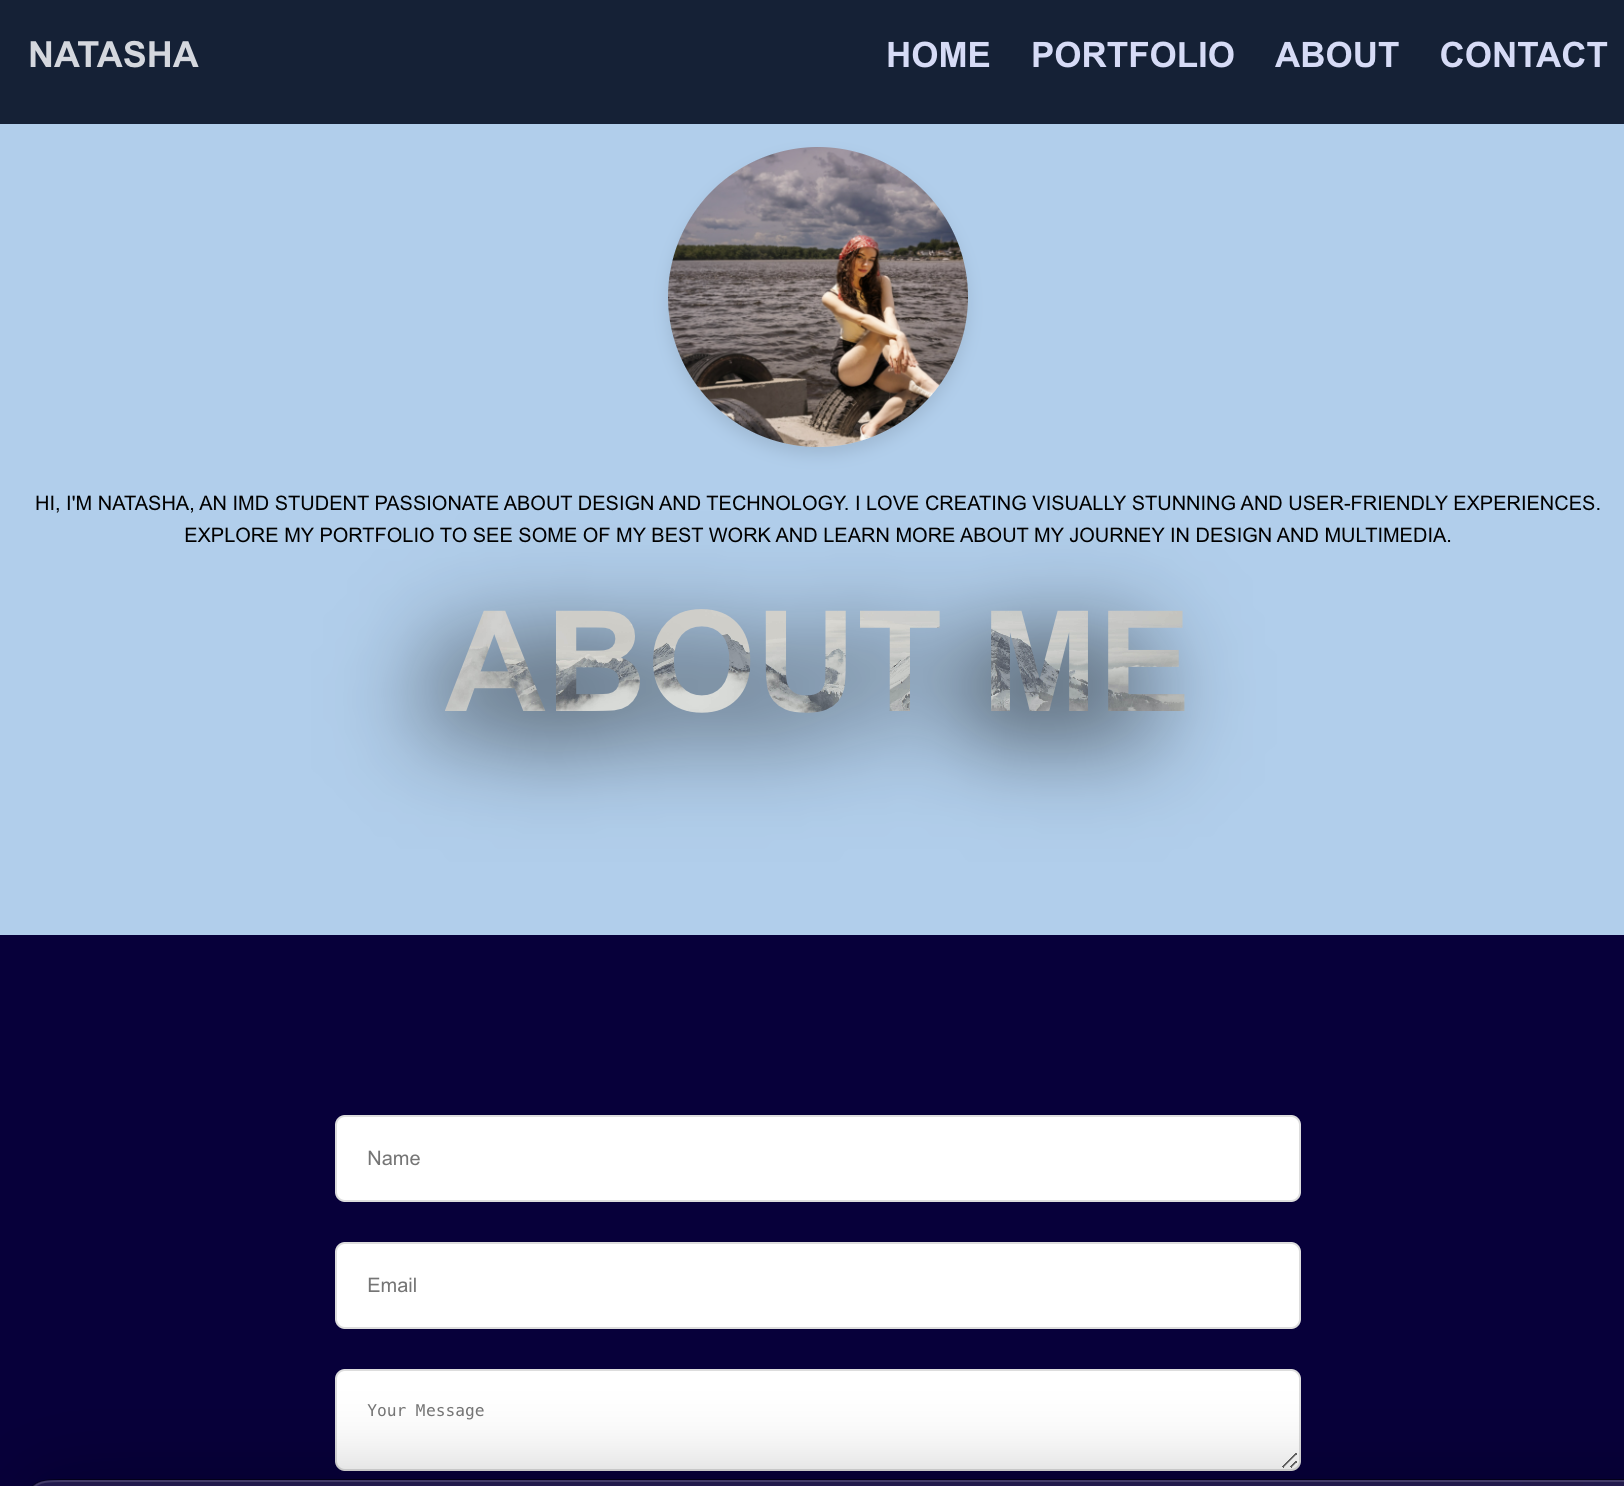 NATASHA
HOME PORTFOLIO ABOUT CONTACT
HI, I'M NATASHA, AN IMD STUDENT PASSIONATE ABOUT DESIGN AND TECHNOLOGY. I LOVE CREATING VISUALLY STUNNING AND USER-FRIENDLY EXPERIENCES.
EXPLORE MY PORTFOLIO TO SEE SOME OF MY BEST WORK AND LEARN MORE ABOUT MY JOURNEY IN DESIGN AND MULTIMEDIA.
ABOUT ME
Name
Email
Your Message